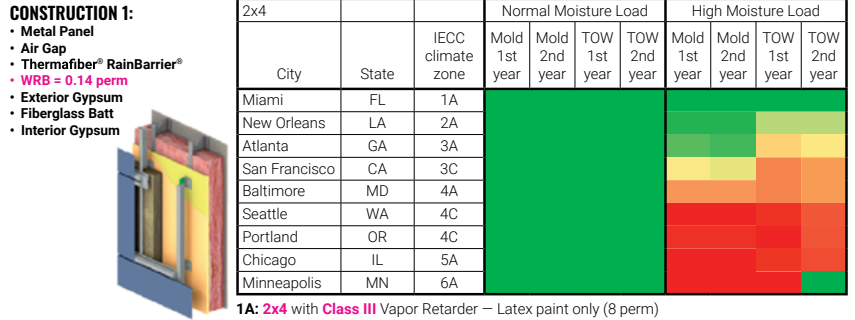 CONSTRUCTION 1:
• Metal Panel
• Air Gap
• Thermafiber® RainBarrier®
• WRB = 0.14 perm
• Exterior Gypsum
• Fiberglass Batt
• Interior Gypsum
2x4 Normal Moisture Load High Moisture Load
City State IECC climate zone Mold 1st year Mold 2nd year TOW 1st year TOW 2nd year Mold 1st year Mold 2nd year TOW 1st year TOW 2nd year
Miami FL 1A
New Orleans LA 2A
Atlanta GA 3A
San Francisco CA 3C
Baltimore MD 4A
Seattle WA 4C
Portland OR 4C
Chicago IL 5A
Minneapolis MN 6A
1A: 2x4 with Class III Vapor Retarder — Latex paint only (8 perm)